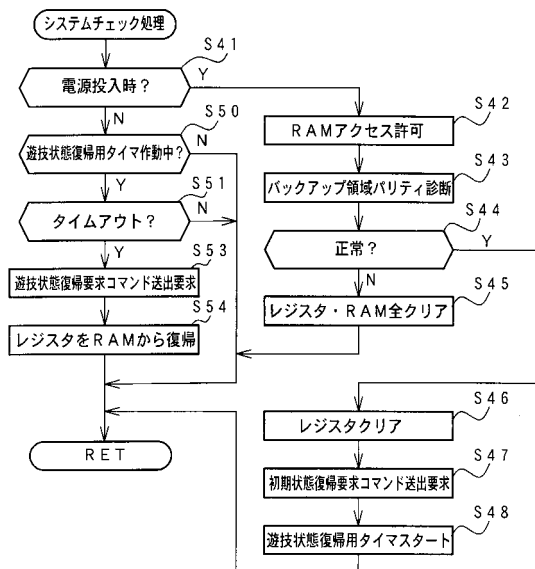 システムチェック処理
S41
電源投入時?
Y
N
S50
遊技状態復帰用タイマ作動中?
N
Y
S51
タイムアウト?
N
Y
S53
遊技状態復帰要求コマンド送出要求
S54
レジスタをRAMから復帰
RET
S42
RAMアクセス許可
S43
バックアップ領域パリティ診断
S44
正常?
Y
N
S45
レジスタ・RAM全クリア
S46
レジスタクリア
S47
初期状態復帰要求コマンド送出要求
S48
遊技状態復帰用タイマスタート